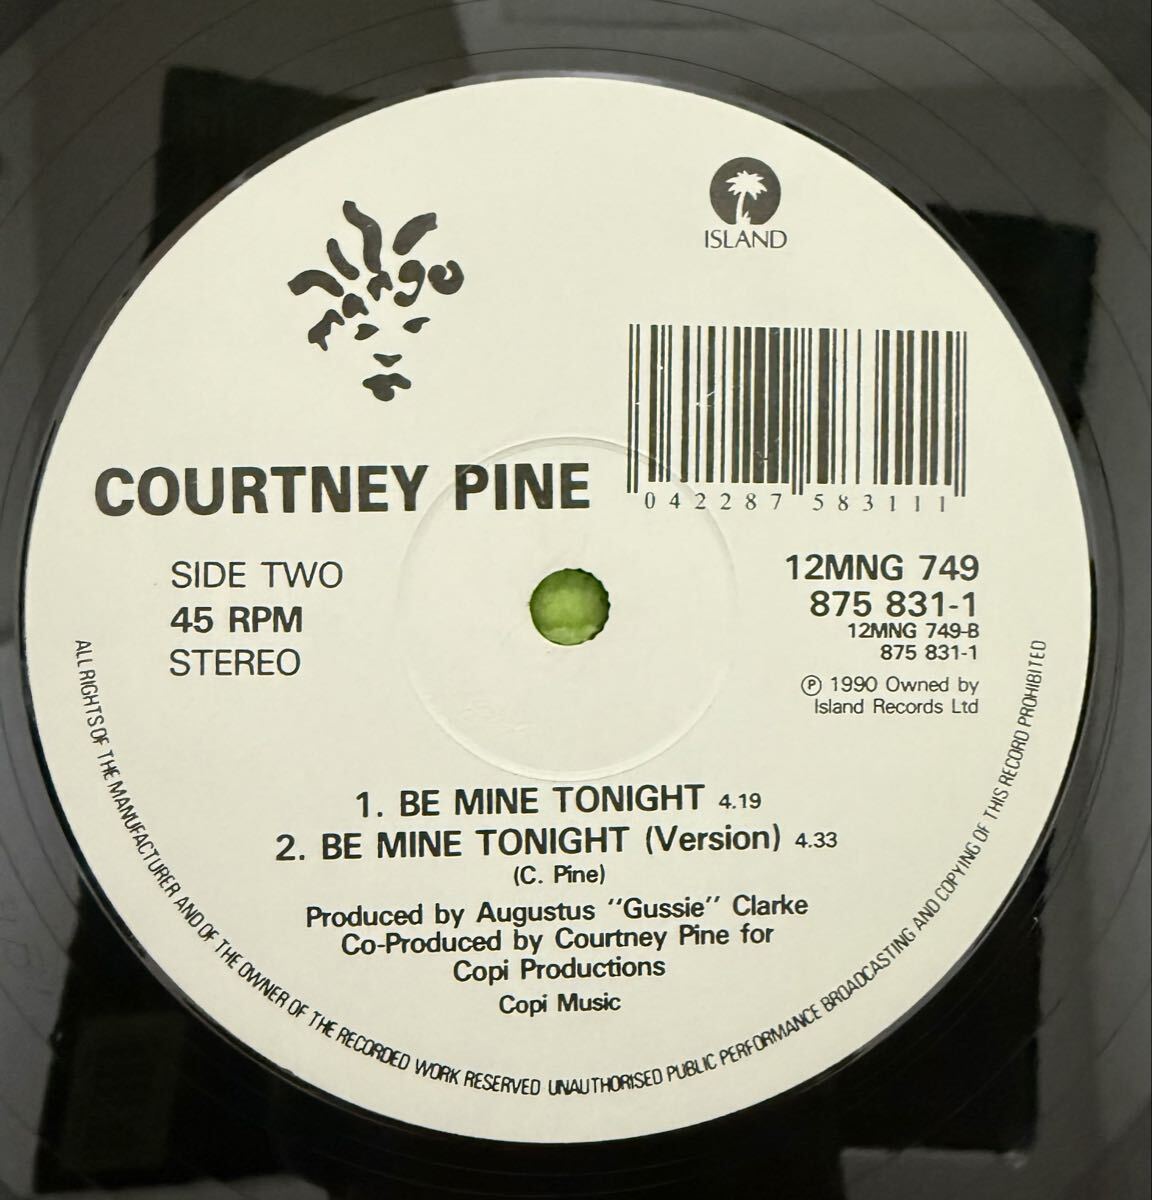 mango
ISLAND
042287 583111
COURTNEY PINE
SIDE TWO
45 RPM
STEREO
12MNG 749
875 831-1
12MNG 749-B
875 831-1
℗ 1990 Owned by
Island Records Ltd
1. BE MINE TONIGHT 4.19
2. BE MINE TONIGHT (Version) 4.33
(C. Pine)
Produced by Augustus "Gussie" Clarke
Co-Produced by Courtney Pine for
Copi Productions
Copi Music
ALL RIGHTS OF THE MANUFACTURER AND OF THE OWNER OF THE RECORDED WORK RESERVED UNAUTHORISED PUBLIC PERFORMANCE BROADCASTING AND COPYING OF THIS RECORD PROHIBITED